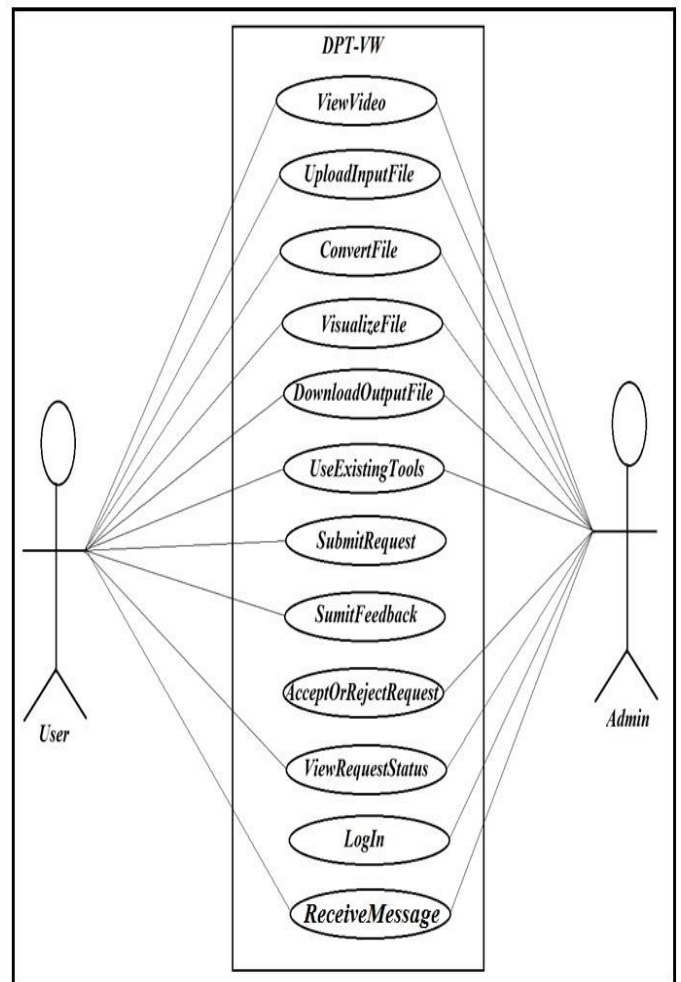 DPT-VW
ViewVideo
UploadInputFile
ConvertFile
VisualizeFile
DownloadOutputFile
UseExistingTools
SubmitRequest
SumitFeedback
AcceptOrRejectRequest
ViewRequestStatus
LogIn
ReceiveMessage
User
Admin